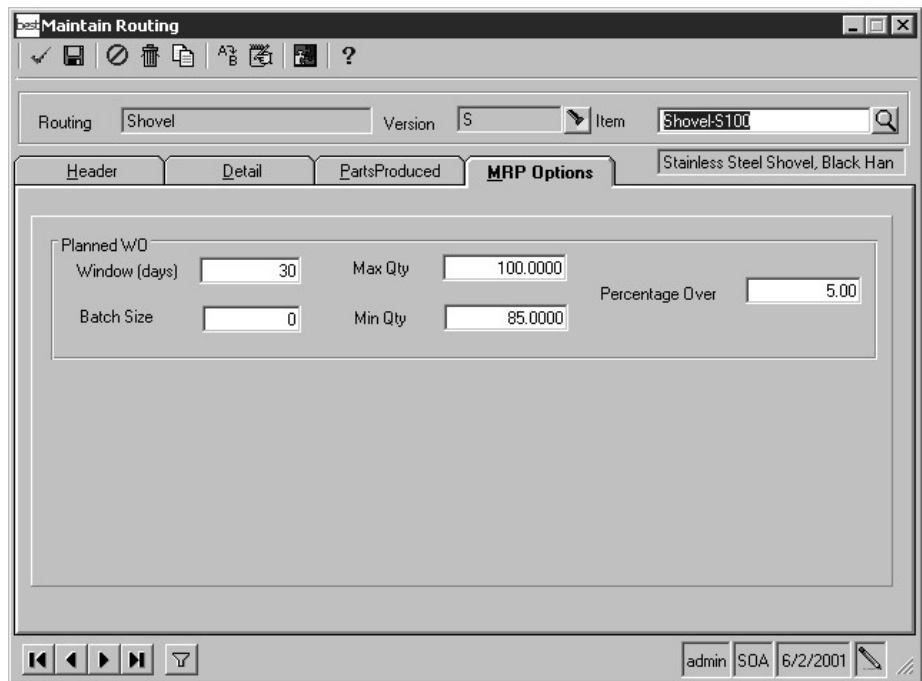 best Maintain Routing
A B ?
Routing Shovel Version S Item Shovel-S100
Header Detail PartsProduced MRP Options Stainless Steel Shovel, Black Han
Planned WO
Window (days) 30 Max Qty 100.0000
Percentage Over 5.00
Batch Size 0 Min Qty 85.0000
admin SOA 6/2/2001